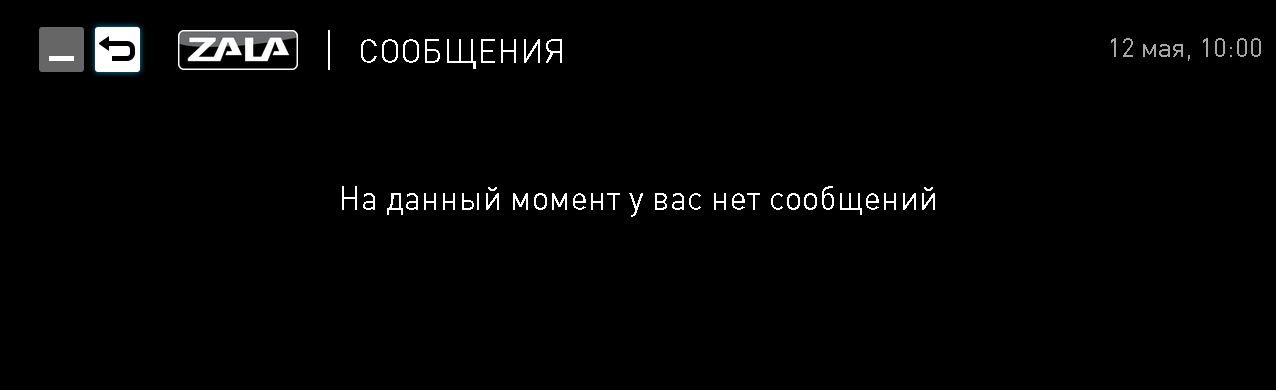 ZALA | СООБЩЕНИЯ
12 мая, 10:00
На данный момент у вас нет сообщений